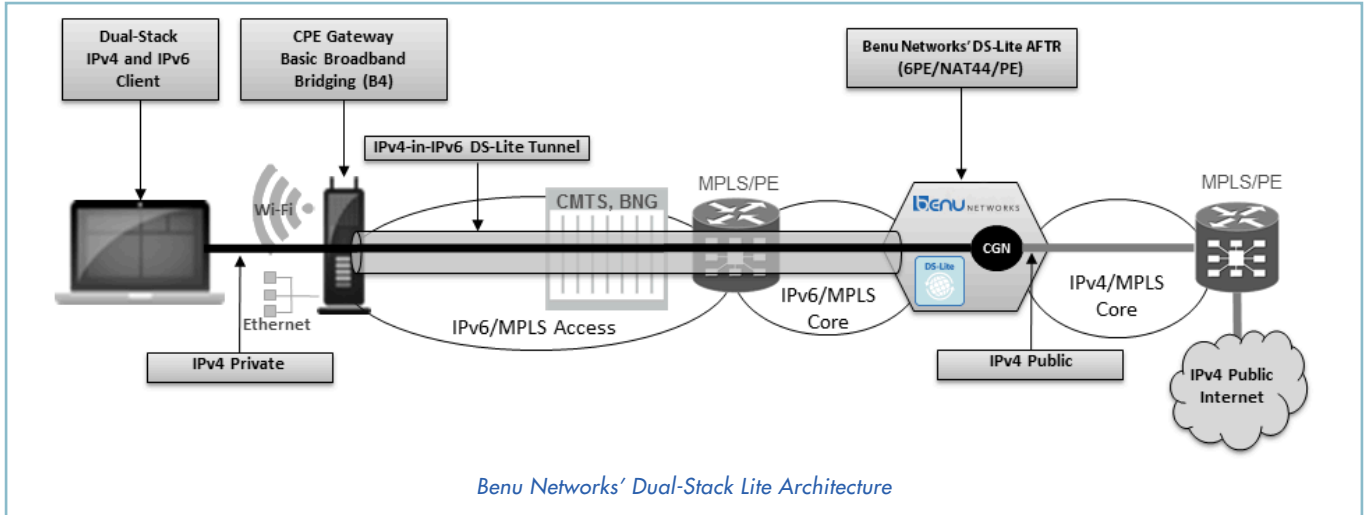 Dual-Stack
IPv4 and IPv6
Client
CPE Gateway
Basic Broadband
Bridging (B4)
Benu Networks' DS-Lite AFTR
(6PE/NAT44/PE)
IPv4-in-IPv6 DS-Lite Tunnel
Wi-Fi
CMTS, BNG
MPLS/PE
benu NETWORKS
MPLS/PE
CGN
DS-Lite
Ethernet
IPv6/MPLS Access
IPv6/MPLS
Core
IPv4/MPLS
Core
IPv4 Private
IPv4 Public
IPv4 Public
Internet
Benu Networks' Dual-Stack Lite Architecture